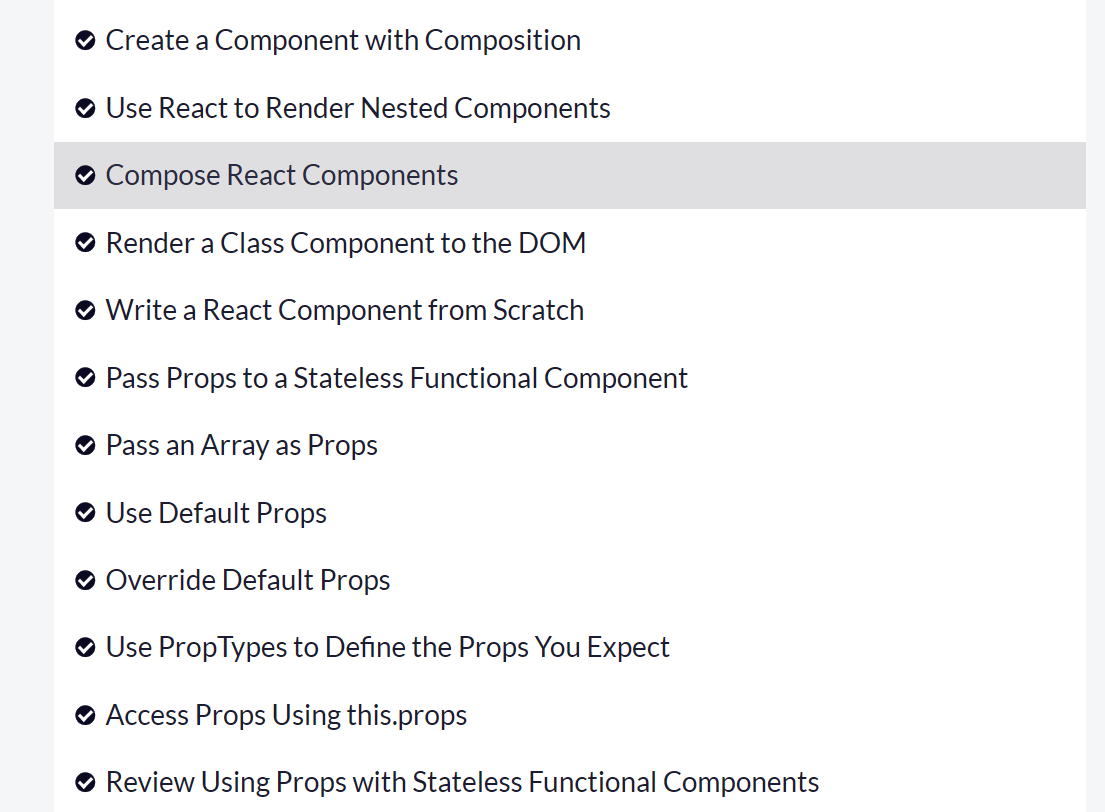 Create a Component with Composition
Use React to Render Nested Components
Compose React Components
Render a Class Component to the DOM
Write a React Component from Scratch
Pass Props to a Stateless Functional Component
Pass an Array as Props
Use Default Props
Override Default Props
Use PropTypes to Define the Props You Expect
Access Props Using this.props
Review Using Props with Stateless Functional Components